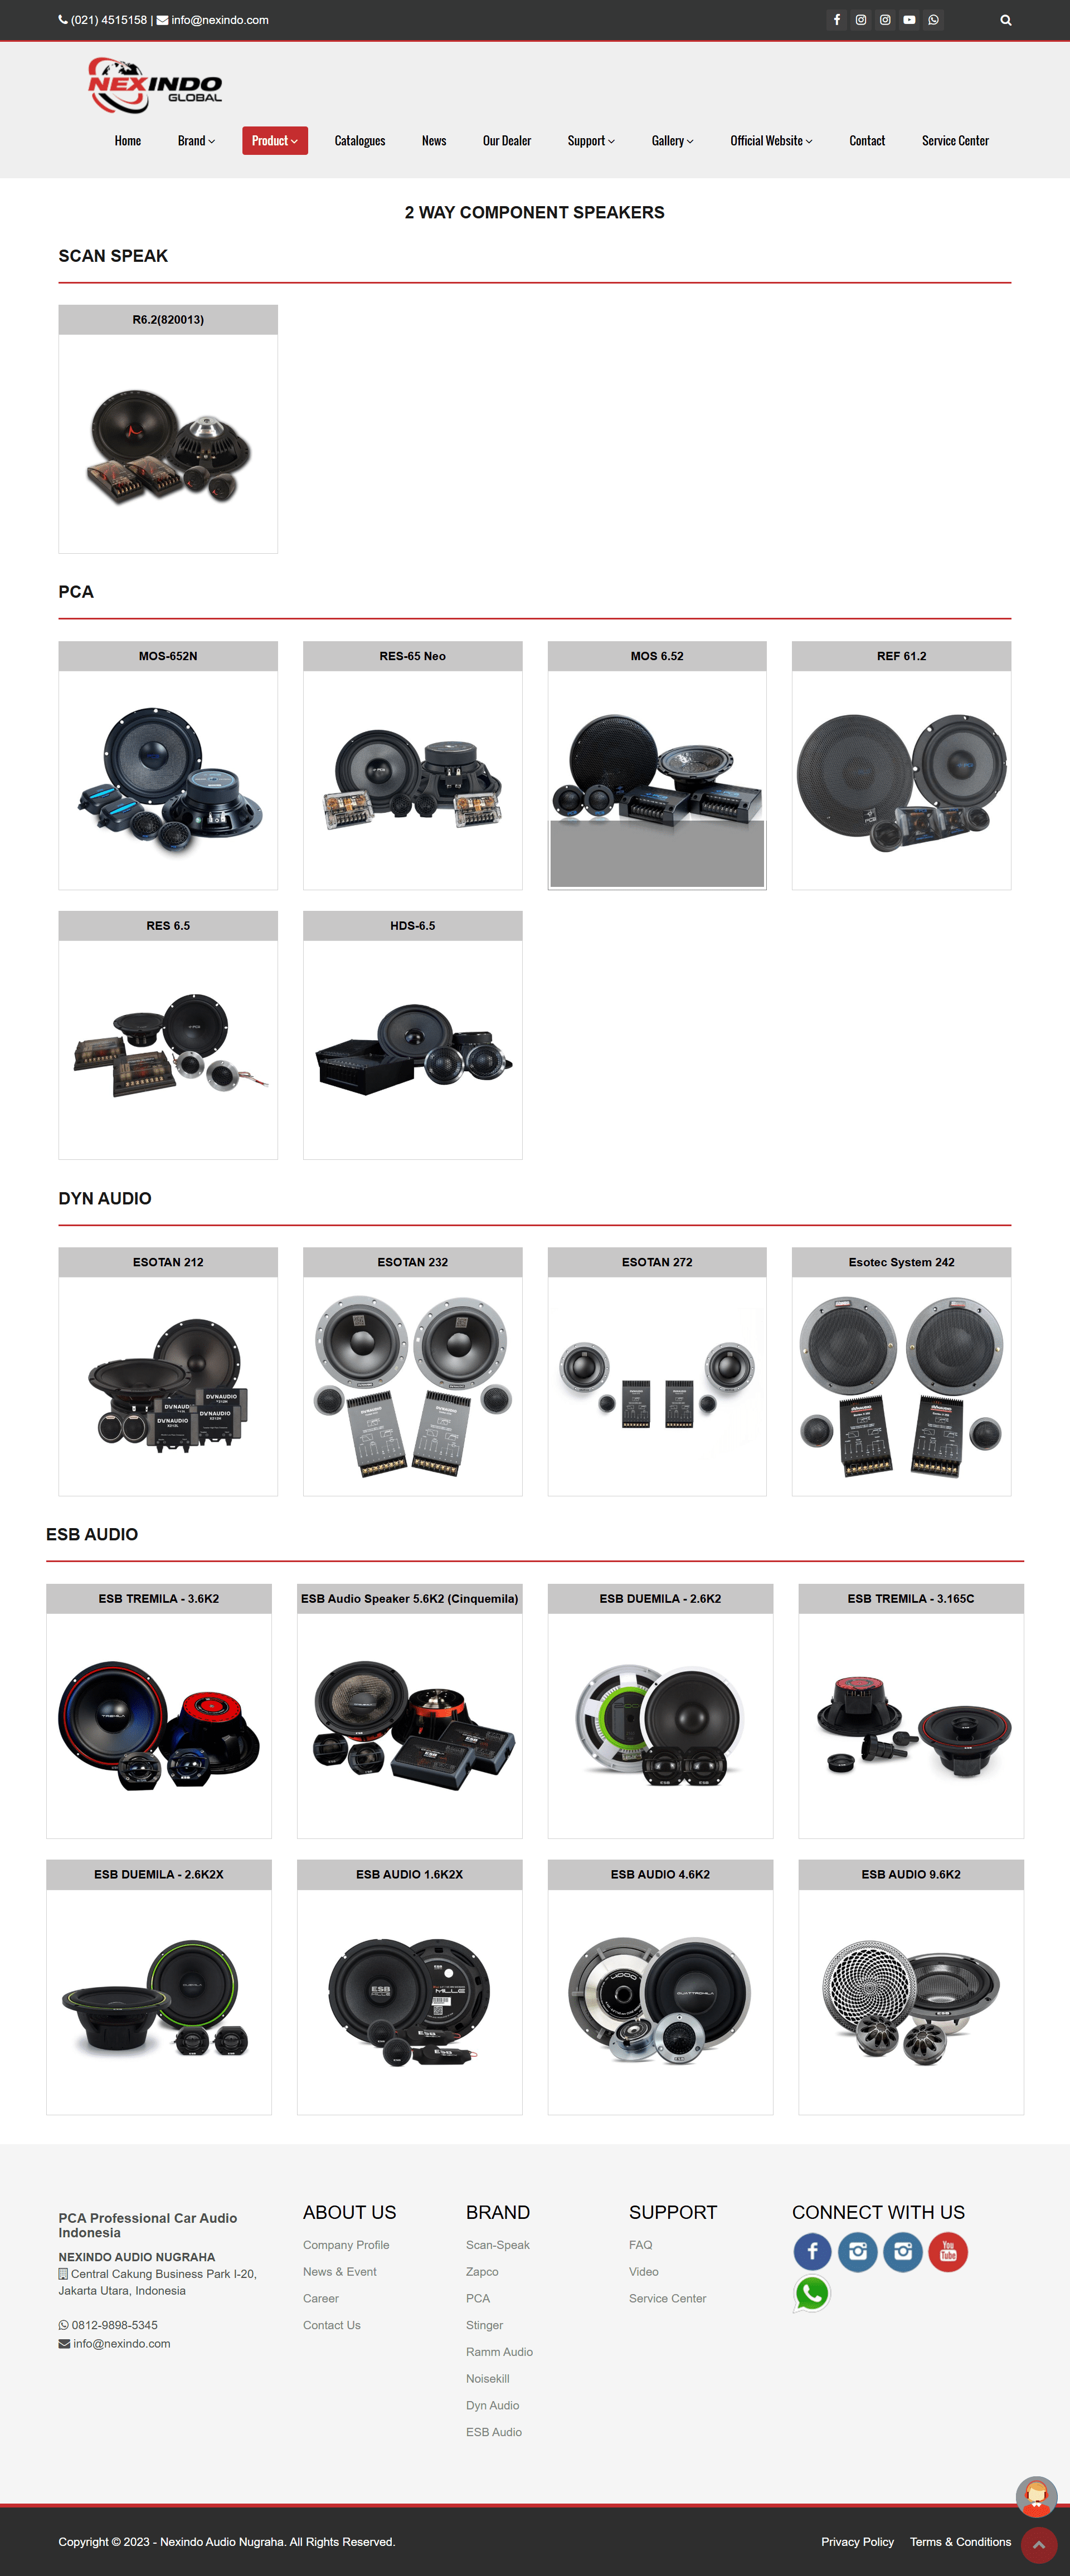 (021) 4515158 | info@nexindo.com
NEXINDO
GLOBAL
Home Brand Product Catalogues News Our Dealer Support Gallery Official Website Contact Service Center
2 WAY COMPONENT SPEAKERS
SCAN SPEAK
R6.2(820013)
PCA
MOS-652N RES-65 Neo MOS 6.52 REF 61.2
RES 6.5 HDS-6.5
DYN AUDIO
ESOTAN 212 ESOTAN 232 ESOTAN 272 Esotec System 242
DYNAUDIO
DYNAUDIO
ESB AUDIO
ESB TREMILA - 3.6K2 ESB Audio Speaker 5.6K2 (Cinquemila) ESB DUEMILA - 2.6K2 ESB TREMILA - 3.165C
TREMILA
ESB DUEMILA - 2.6K2X ESB AUDIO 1.6K2X ESB AUDIO 4.6K2 ESB AUDIO 9.6K2
ESB
MILLE
QUATTROMILA
PCA Professional Car Audio
Indonesia
NEXINDO AUDIO NUGRAHA
Central Cakung Business Park I-20,
Jakarta Utara, Indonesia
0812-9898-5345
info@nexindo.com
ABOUT US
Company Profile
News & Event
Career
Contact Us
BRAND
Scan-Speak
Zapco
PCA
Stinger
Ramm Audio
Noisekill
Dyn Audio
ESB Audio
SUPPORT
FAQ
Video
Service Center
CONNECT WITH US
You
Tube
Copyright © 2023 - Nexindo Audio Nugraha. All Rights Reserved.
Privacy Policy Terms & Conditions